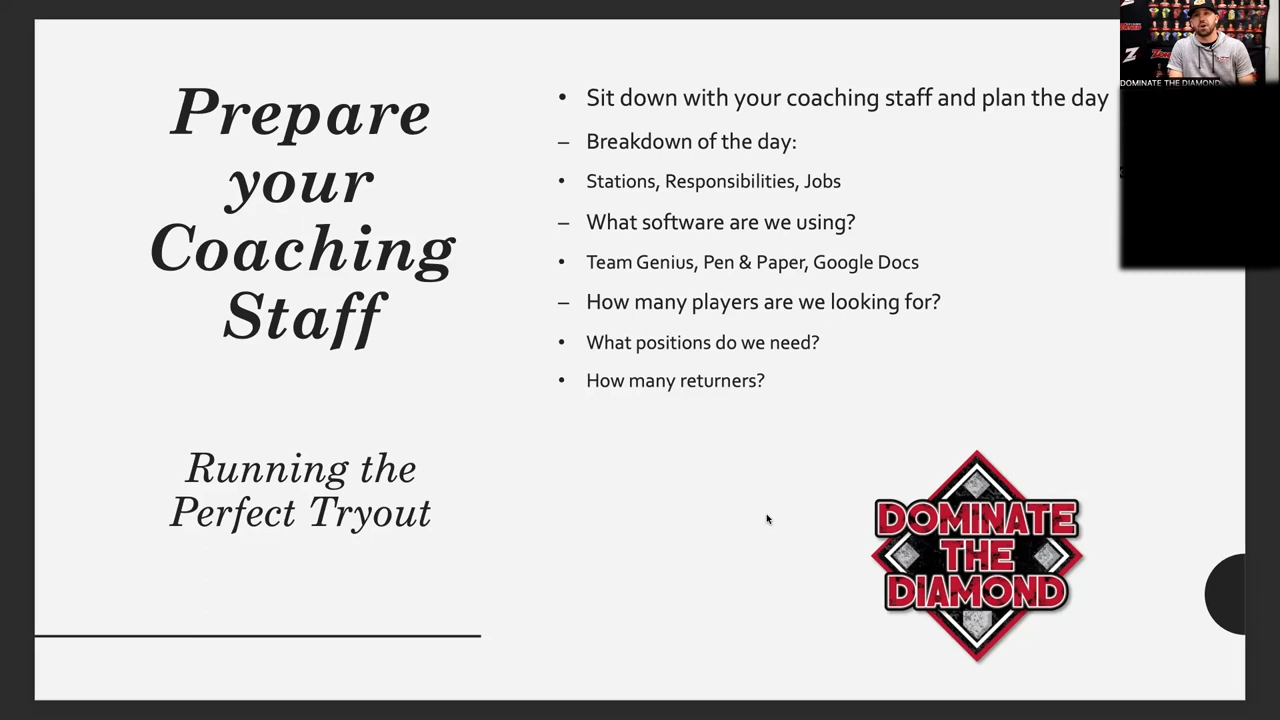 Prepare
your
Coaching
Staff
Running the
Perfect Tryout
• Sit down with your coaching staff and plan the day
– Breakdown of the day:
• Stations, Responsibilities, Jobs
– What software are we using?
• Team Genius, Pen & Paper, Google Docs
– How many players are we looking for?
• What positions do we need?
• How many returners?
DOMINATE
THE
DIAMOND
DOMINATE THE DIAMOND